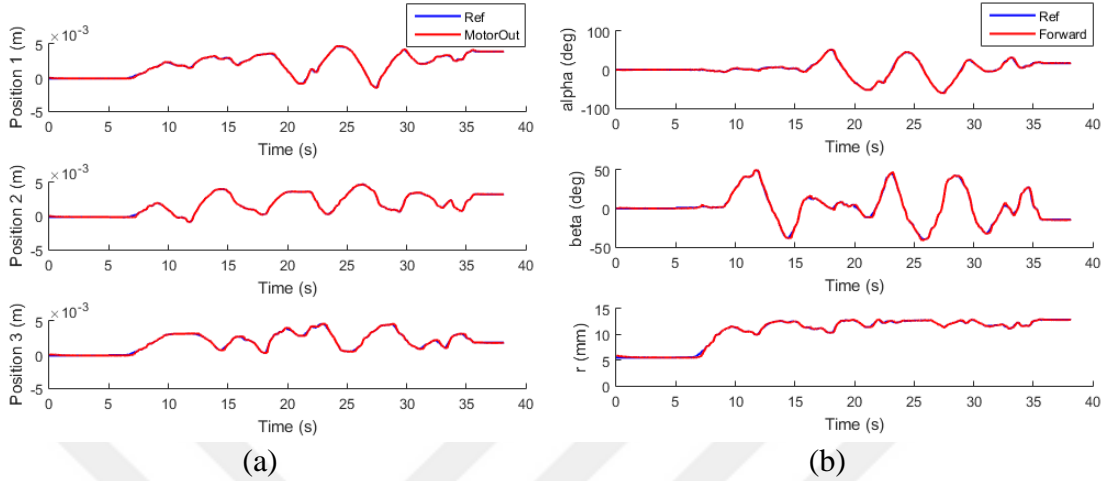 × 10⁻³
Ref
MotorOut
Position 1 (m)
5
0
-5
0 5 10 15 20 25 30 35 40
Time (s)
× 10⁻³
Position 2 (m)
5
0
-5
0 5 10 15 20 25 30 35 40
Time (s)
× 10⁻³
Position 3 (m)
5
0
-5
0 5 10 15 20 25 30 35 40
Time (s)
(a)
Ref
Forward
alpha (deg)
100
0
-100
0 5 10 15 20 25 30 35 40
Time (s)
beta (deg)
50
0
-50
0 5 10 15 20 25 30 35 40
Time (s)
r (mm)
15
10
5
0
0 5 10 15 20 25 30 35 40
Time (s)
(b)